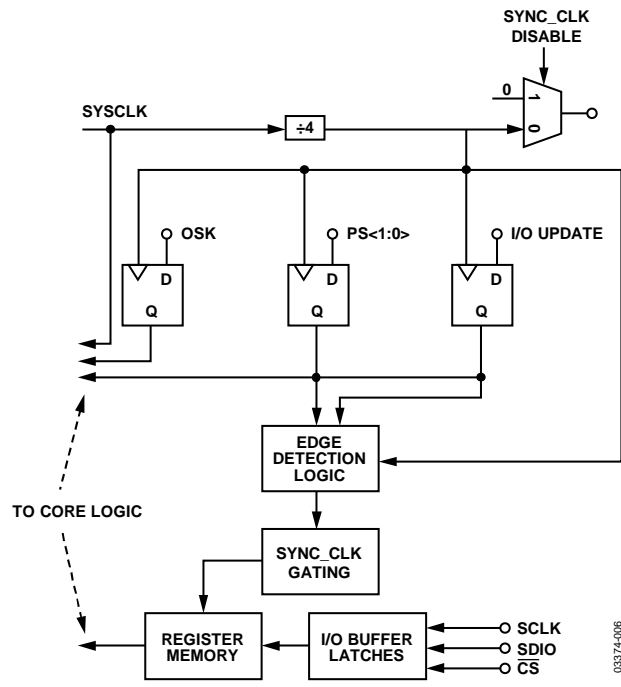 SYNC_CLK
DISABLE
0
1
0
SYSCLK
÷4
OSK
PS<1:0>
I/O UPDATE
D
Q
D
Q
D
Q
EDGE
DETECTION
LOGIC
TO CORE LOGIC
SYNC_CLK
GATING
REGISTER
MEMORY
I/O BUFFER
LATCHES
SCLK
SDIO
C̅S̅
03374-006